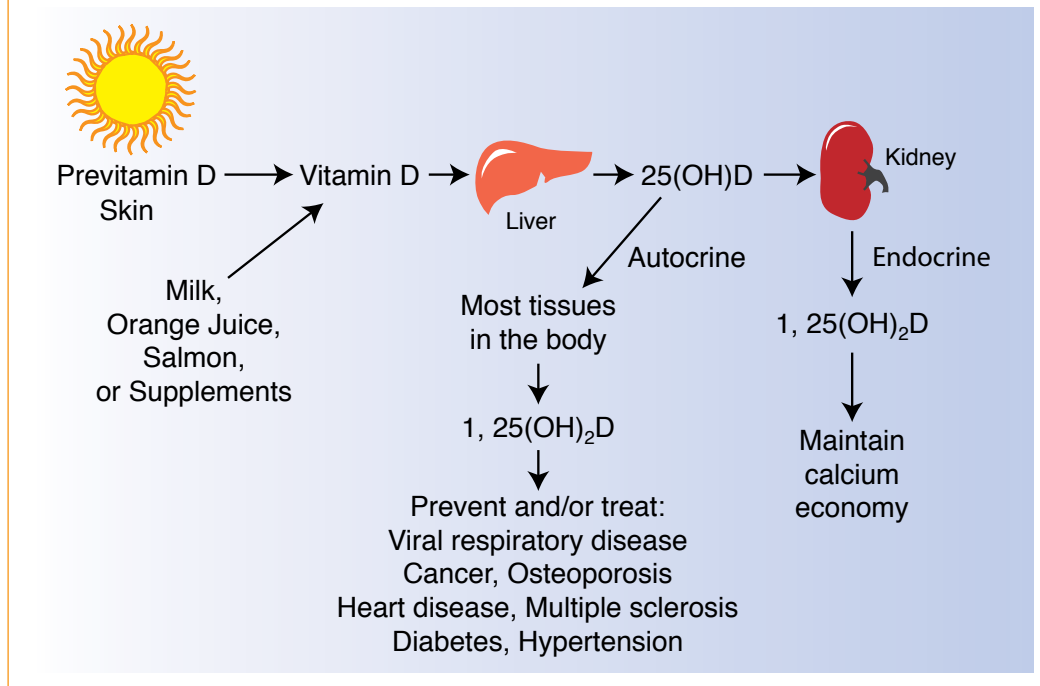 Previtamin D
Skin
Vitamin D
Liver
25(OH)D
Kidney
Milk,
Orange Juice,
Salmon,
or Supplements
Autocrine
Most tissues
in the body
1, 25(OH)₂D
Prevent and/or treat:
Viral respiratory disease
Cancer, Osteoporosis
Heart disease, Multiple sclerosis
Diabetes, Hypertension
Endocrine
1, 25(OH)₂D
Maintain
calcium
economy